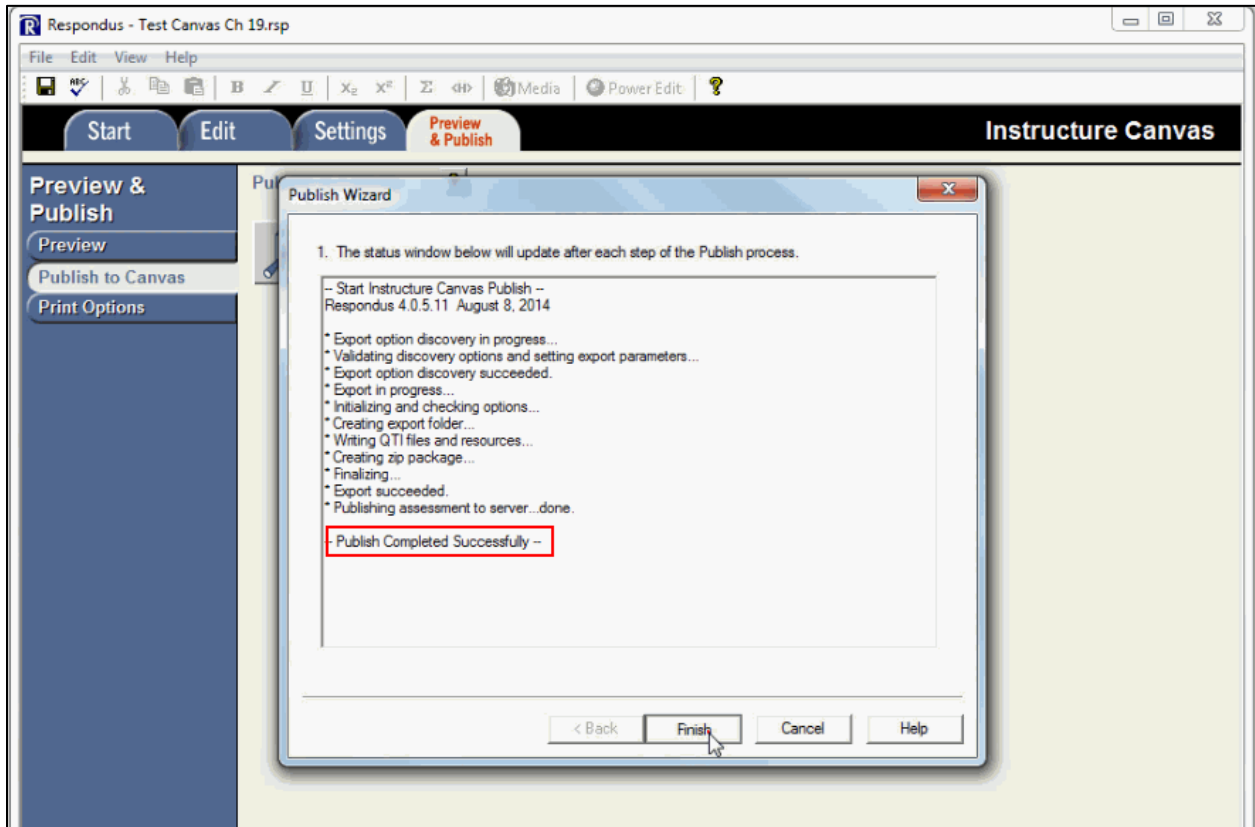 Respondus - Test Canvas Ch 19.rsp
File Edit View Help
ABC B I U X₂ X² Σ Media Power Edit ?
Start Edit Settings Preview & Publish Instructure Canvas
Preview & Publish
Preview
Publish to Canvas
Print Options
Publish Wizard
1. The status window below will update after each step of the Publish process.
-- Start Instructure Canvas Publish --
Respondus 4.0.5.11 August 8, 2014
* Export option discovery in progress...
* Validating discovery options and setting export parameters...
* Export option discovery succeeded.
* Export in progress...
* Initializing and checking options...
* Creating export folder...
* Writing QTI files and resources...
* Creating zip package...
* Finalizing...
* Export succeeded.
* Publishing assessment to server...done.
-- Publish Completed Successfully --
< Back Finish Cancel Help